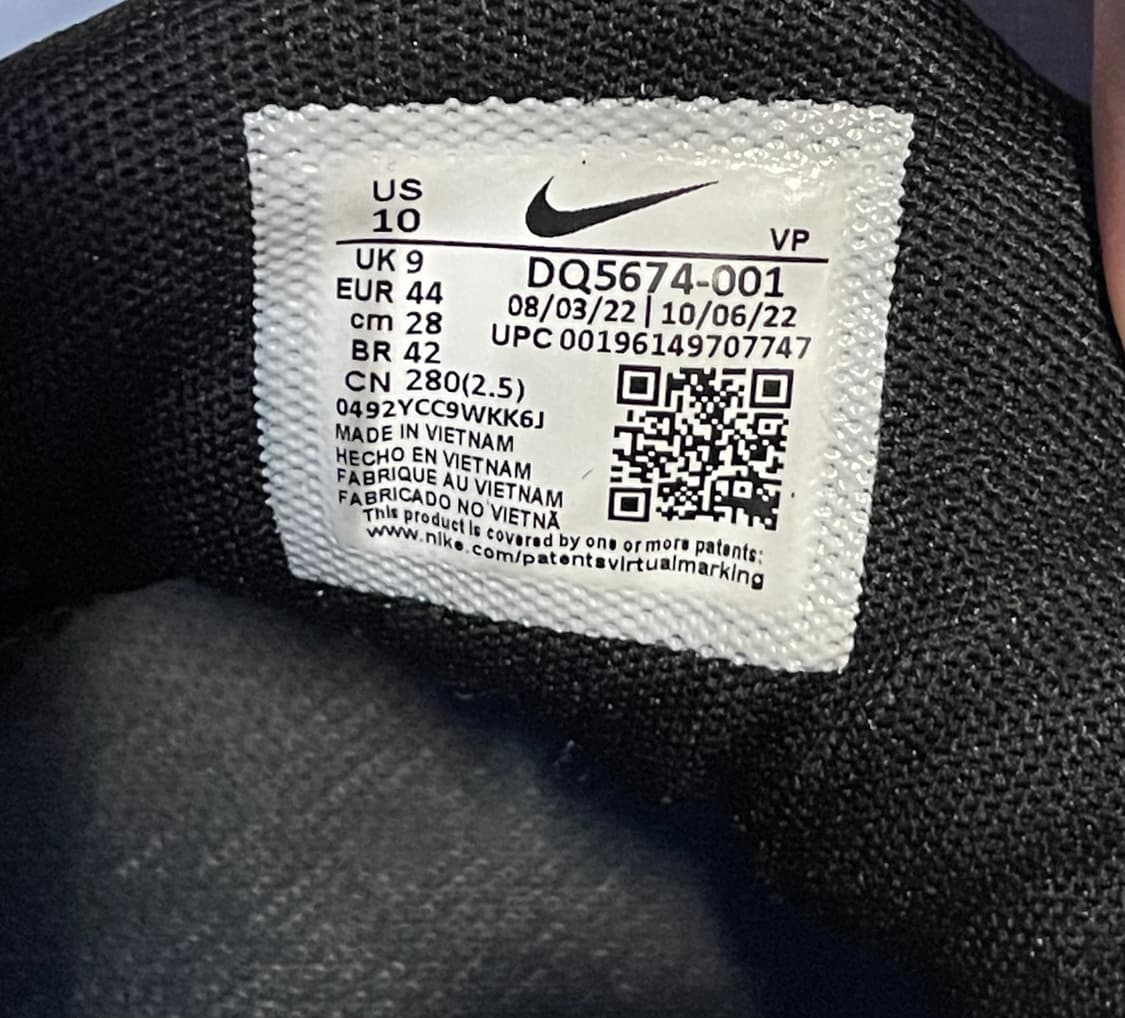 US
10
VP
UK 9
EUR 44
cm 28
BR 42
CN 280(2.5)
DQ5674-001
08/03/22 | 10/06/22
UPC 00196149707747
0492YCC9WKK6J
MADE IN VIETNAM
HECHO EN VIETNAM
FABRIQUE AU VIETNAM
FABRICADO NO VIETNÃ
This product is covered by one or more patents:
www.nike.com/patentsvirtualmarking